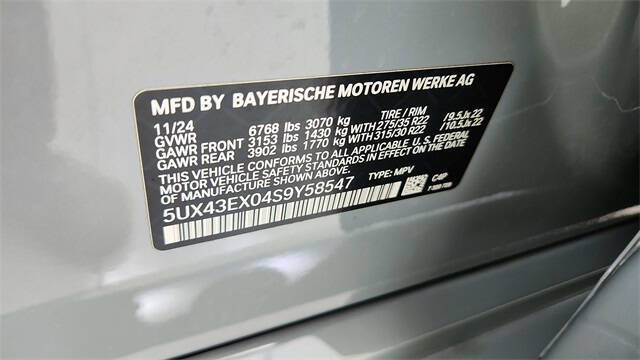 MFD BY BAYERISCHE MOTOREN WERKE AG
11/24 TIRE / RIM
GVWR 6768 lbs 3070 kg
GAWR FRONT 3153 lbs 1430 kg WITH 275/35 R22 / 9.5Jx22
GAWR REAR 3902 lbs 1770 kg WITH 315/30 R22 / 10.5Jx22
THIS VEHICLE CONFORMS TO ALL APPLICABLE U.S. FEDERAL
MOTOR VEHICLE SAFETY STANDARDS IN EFFECT ON THE
DATE OF MANUFACTURE SHOWN ABOVE.
5UX43EX04S9Y58547 TYPE: MPV C4P